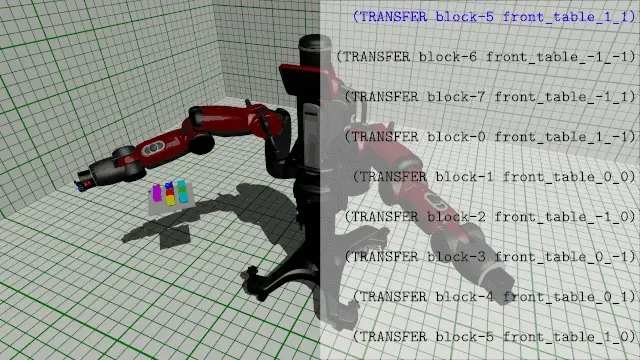 (TRANSFER block-5 front_table_1_1)
(TRANSFER block-6 front_table_-1_-1)
(TRANSFER block-7 front_table_-1_1)
(TRANSFER block-0 front_table_1_-1)
(TRANSFER block-1 front_table_0_0)
(TRANSFER block-2 front_table_-1_0)
(TRANSFER block-3 front_table_0_-1)
(TRANSFER block-4 front_table_0_1)
(TRANSFER block-5 front_table_1_0)